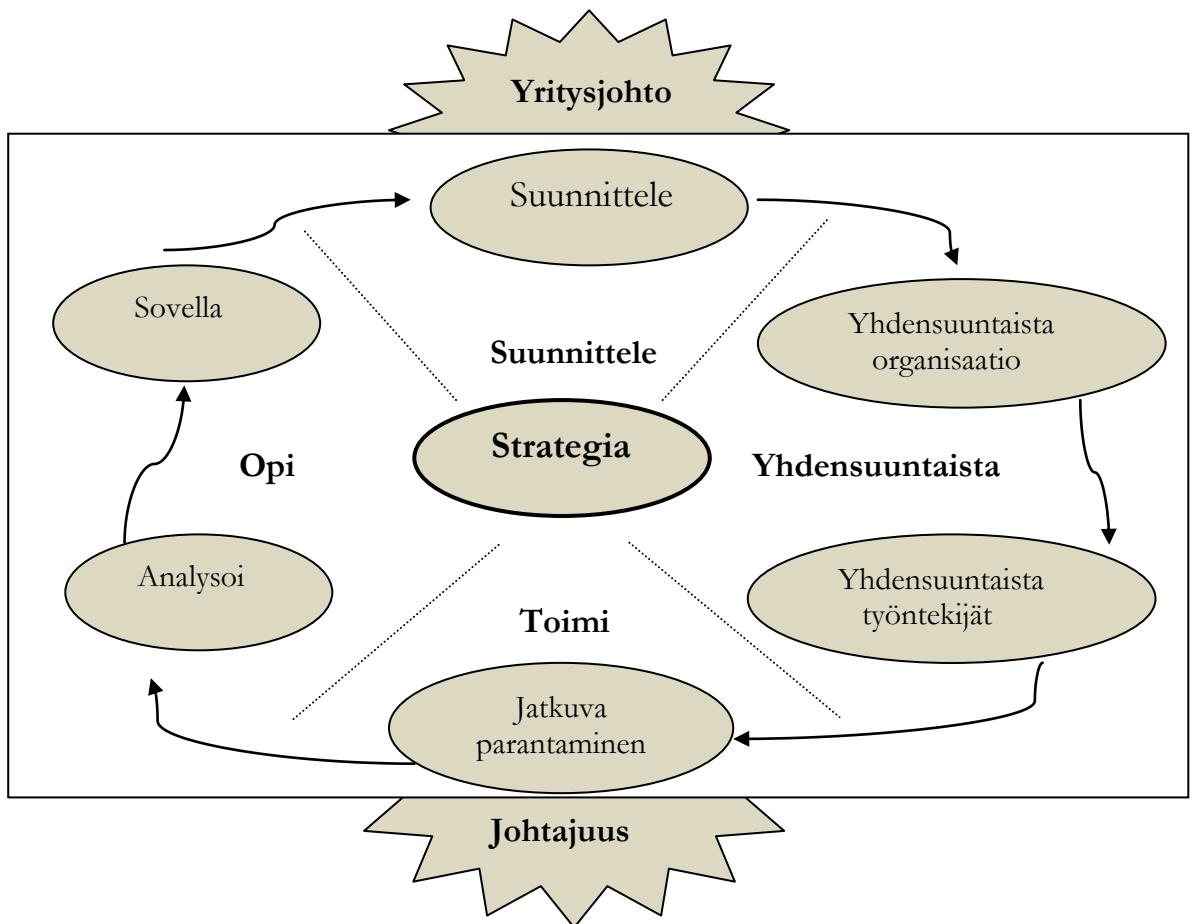 Yritysjohto
Suunnittele
Sovella
Yhdensuuntaista
organisaatio
Suunnittele
Strategia
Opi
Yhdensuuntaista
Analysoi
Yhdensuuntaista
työntekijät
Toimi
Jatkuva
parantaminen
Johtajuus